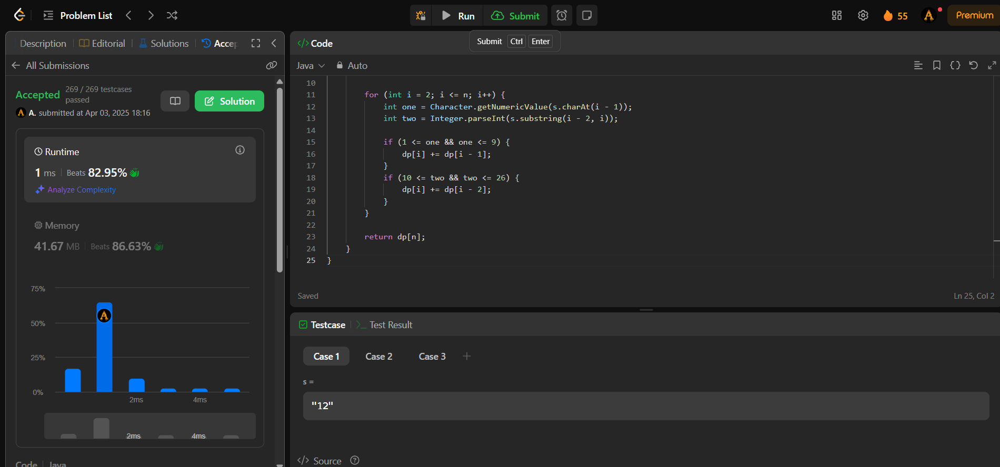 Problem List
Run
Submit
55
Premium
Description
Editorial
Solutions
Accep
All Submissions
Accepted
269 / 269 testcases
passed
A. submitted at Apr 03, 2025 18:16
Solution
Runtime
1 ms
Beats 82.95%
Analyze Complexity
Memory
41.67 MB
Beats 86.63%
75%
50%
25%
0%
2ms
4ms
2ms
4ms
Code
Java
</> Code
Submit Ctrl Enter
Java
Auto
10
11 for (int i = 2; i <= n; i++) {
12 int one = Character.getNumericValue(s.charAt(i - 1));
13 int two = Integer.parseInt(s.substring(i - 2, i));
14
15 if (1 <= one && one <= 9) {
16 dp[i] += dp[i - 1];
17 }
18 if (10 <= two && two <= 26) {
19 dp[i] += dp[i - 2];
20 }
21 }
22
23 return dp[n];
24 }
25 }
Saved
Ln 25, Col 2
Testcase
Test Result
Case 1
Case 2
Case 3
+
s =
"12"
</> Source